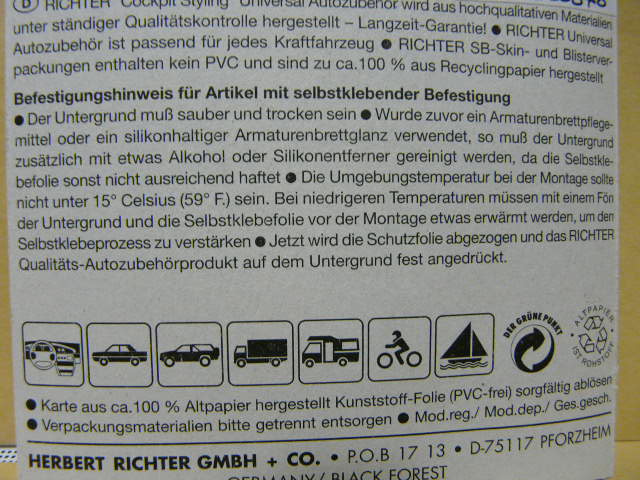 D RICHTER "Cockpit Styling" Universal Autozubehör wird aus hochqualitativen Materialien
unter ständiger Qualitätskontrolle hergestellt – Langzeit-Garantie! ● RICHTER Universal
Autozubehör ist passend für jedes Kraftfahrzeug ● RICHTER SB-Skin- und Blisterver-
packungen enthalten kein PVC und sind zu ca.100 % aus Recyclingpapier hergestellt
Befestigungshinweis für Artikel mit selbstklebender Befestigung
● Der Untergrund muß sauber und trocken sein ● Wurde zuvor ein Armaturenbrettpflege-
mittel oder ein silikonhaltiger Armaturenbrettglanz verwendet, so muß der Untergrund
zusätzlich mit etwas Alkohol oder Silikonentferner gereinigt werden, da die Selbstkle-
befolie sonst nicht ausreichend haftet ● Die Umgebungstemperatur bei der Montage sollte
nicht unter 15° Celsius (59° F.) sein. Bei niedrigeren Temperaturen müssen mit einem Fön
der Untergrund und die Selbstklebefolie vor der Montage etwas erwärmt werden, um den
Selbstklebeprozess zu verstärken ● Jetzt wird die Schutzfolie abgezogen und das RICHTER
Qualitäts-Autozubehörprodukt auf dem Untergrund fest angedrückt.
DER GRÜNE PUNKT
ALTPAPIER
IST ROHSTOFF
● Karte aus ca.100 % Altpapier hergestellt Kunststoff-Folie (PVC-frei) sorgfältig ablösen
● Verpackungsmaterialien bitte getrennt entsorgen ● Mod.reg./ Mod.dep./ Ges.gesch.
HERBERT RICHTER GMBH + CO. • P.O.B 17 13 • D-75117 PFORZHEIM
GERMANY/ BLACK FOREST